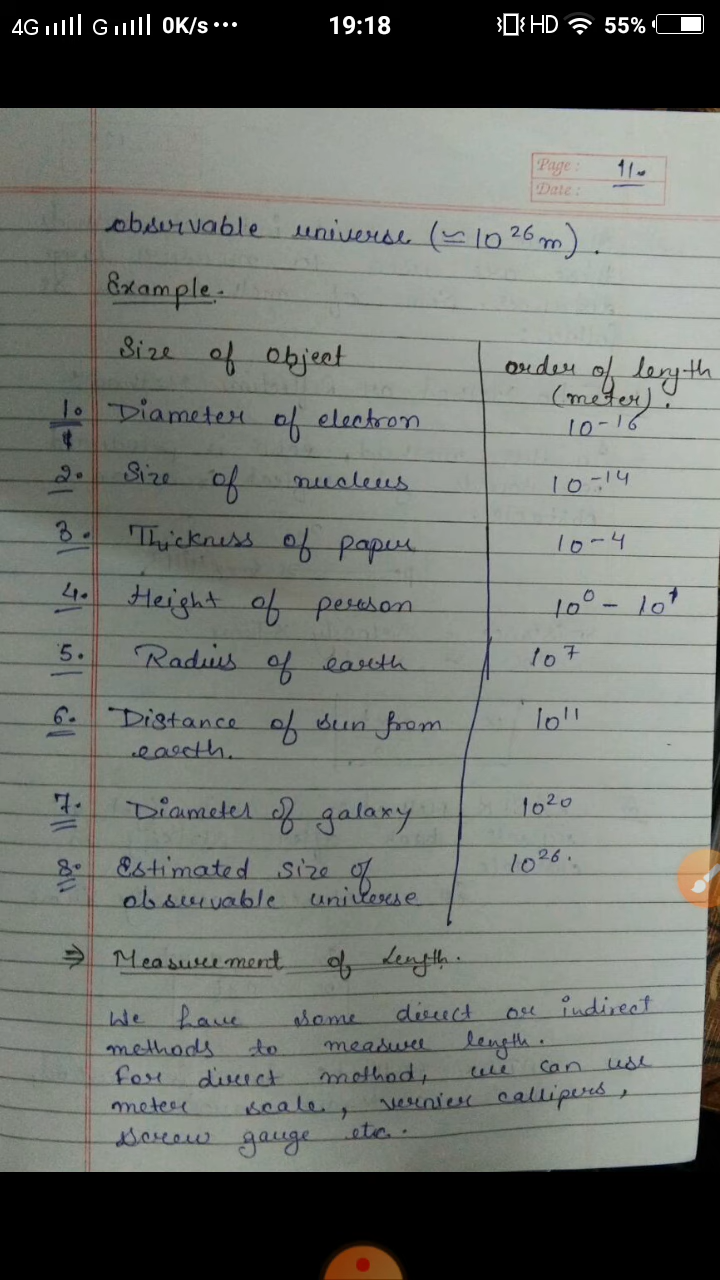 4G G 0K/s ... 19:18 HD 55%
Page: 11.
Date:
observable universe (≃10²⁶m).
Example.
Size of object
order of length
(meter).
1. Diameter of electron 10-16
2. Size of nucleus 10-14
3. Thickness of paper 10-4
4. Height of person 10⁰ - 10¹
5. Radius of earth 10⁷
6. Distance of sun from 10¹¹
earth.
7. Diameter of galaxy 10²⁰
8. Estimated size of 10²⁶.
observable universe
⇒ Measurement of Length.
We have some direct or indirect
methods to measure length.
For direct method, we can use
meter scale, vernier callipers,
screw gauge etc.